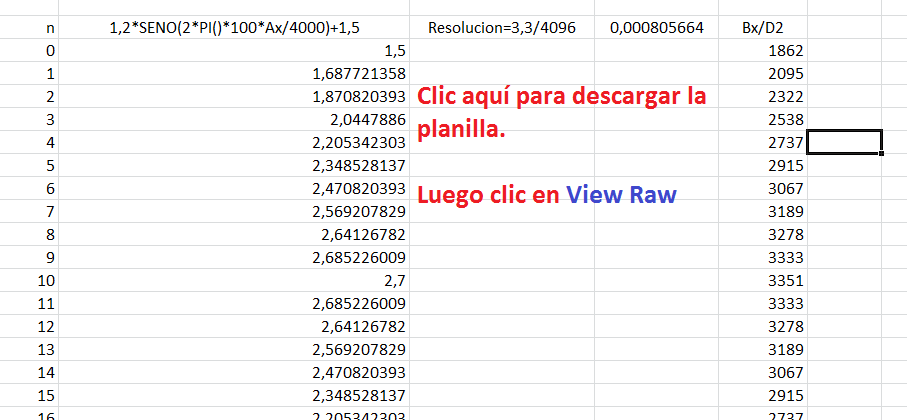 n 1,2*SENO(2*PI()*100*Ax/4000)+1,5 Resolucion=3,3/4096 0,000805664 Bx/D2
0 1,5 1862
1 1,687721358 2095
2 1,870820393 Clic aquí para descargar la 2322
3 2,0447886 planilla. 2538
4 2,205342303 2737
5 2,348528137 2915
6 2,470820393 Luego clic en View Raw 3067
7 2,569207829 3189
8 2,64126782 3278
9 2,685226009 3333
10 2,7 3351
11 2,685226009 3333
12 2,64126782 3278
13 2,569207829 3189
14 2,470820393 3067
15 2,348528137 2915
16 2,205342303 2737